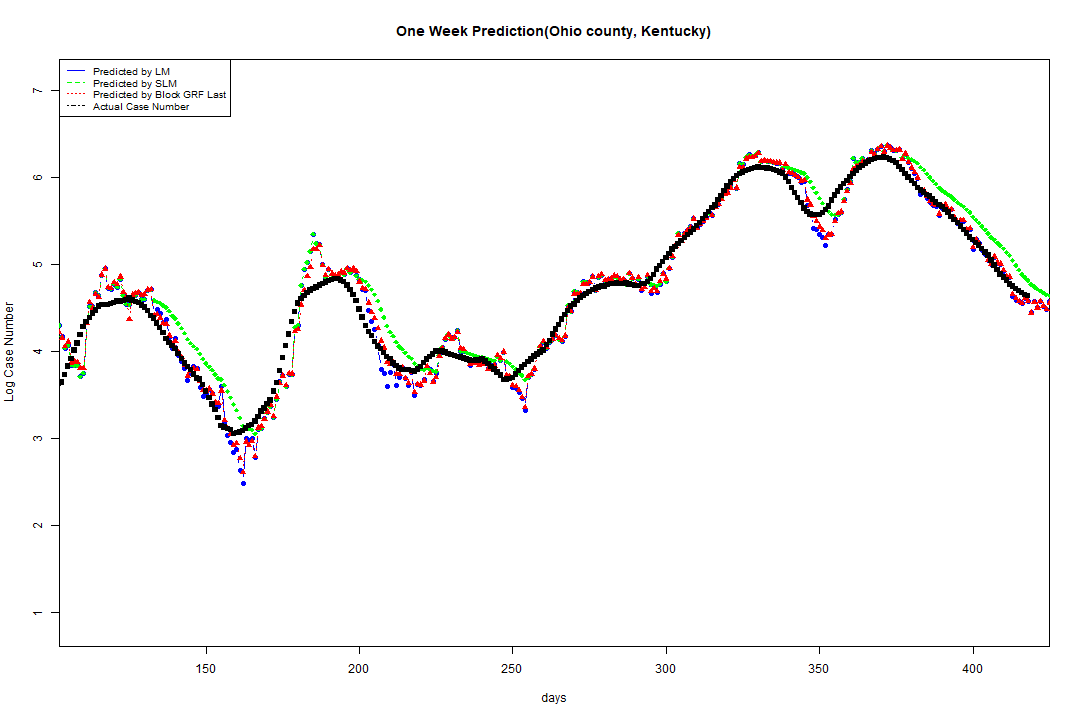 One Week Prediction(Ohio county, Kentucky)
Predicted by LM
Predicted by SLM
Predicted by Block GRF Last
Actual Case Number
Log Case Number
7
6
5
4
3
2
1
150 200 250 300 350 400
days